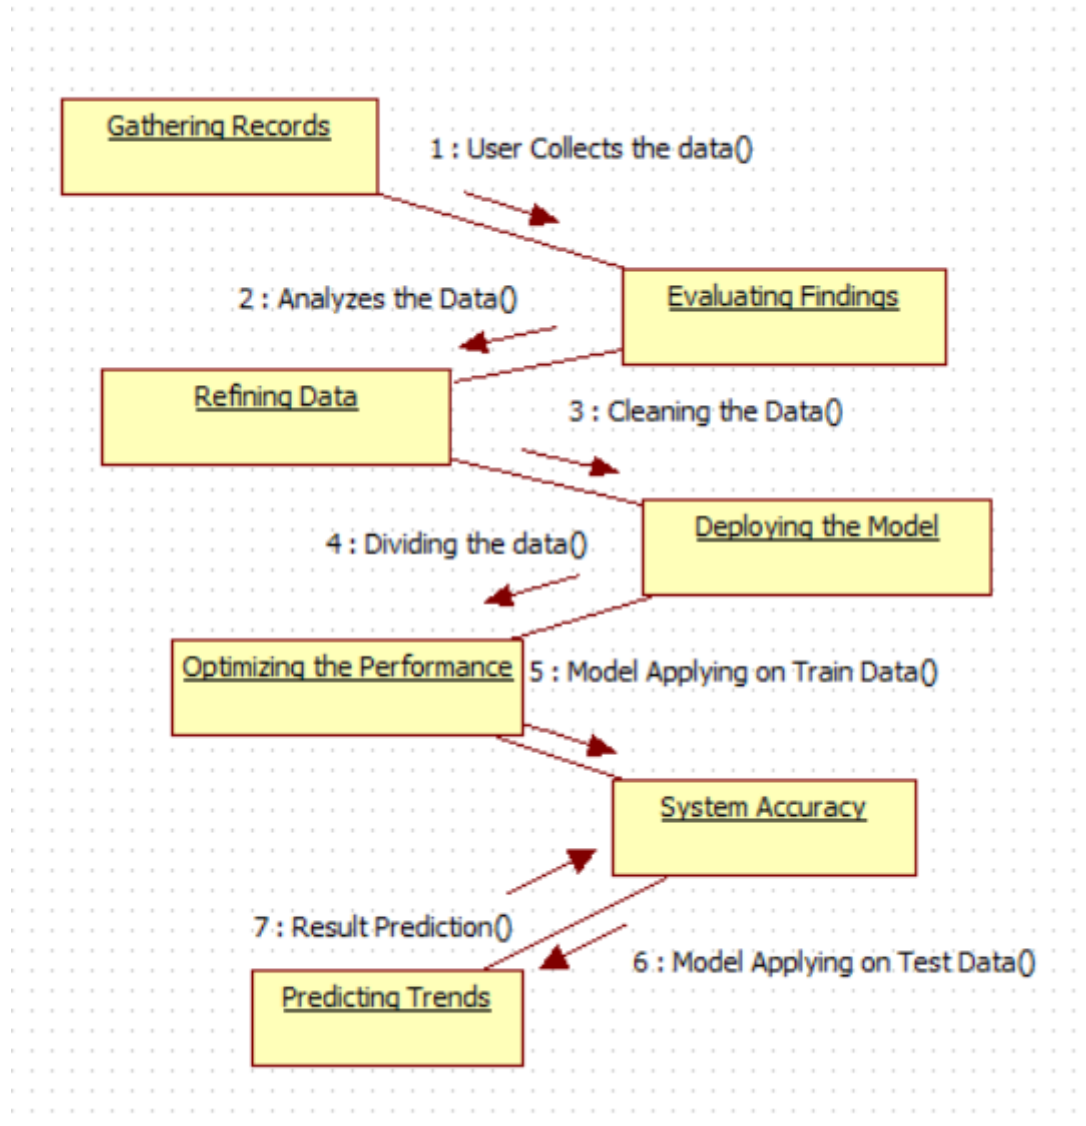 Gathering Records
1 : User Collects the data()
Evaluating Findings
2 : Analyzes the Data()
Refining Data
3 : Cleaning the Data()
Deploying the Model
4 : Dividing the data()
Optimizing the Performance
5 : Model Applying on Train Data()
System Accuracy
7 : Result Prediction()
6 : Model Applying on Test Data()
Predicting Trends